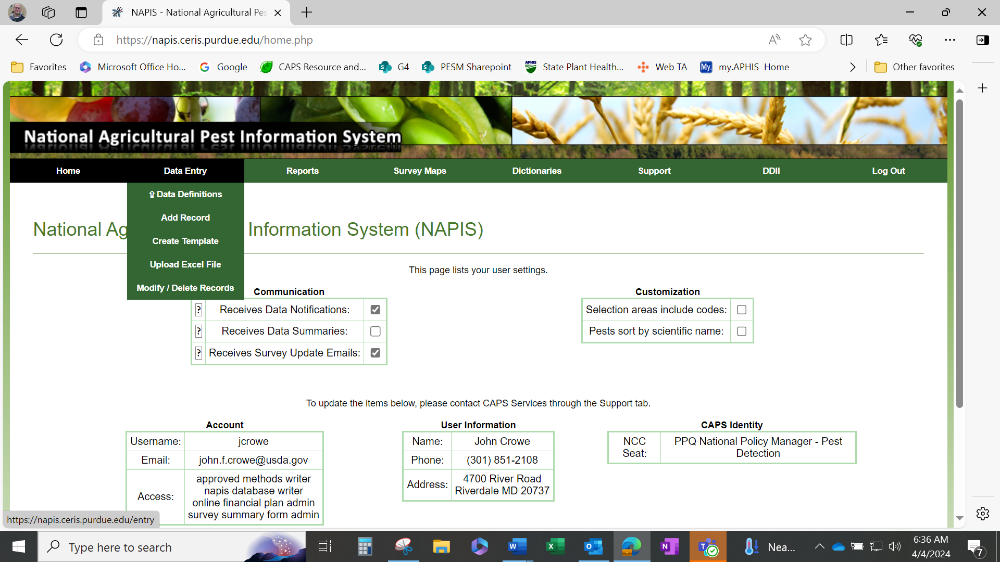 NAPIS - National Agricultural Pes
https://napis.ceris.purdue.edu/home.php
Favorites
Microsoft Office Ho...
Google
CAPS Resource and...
G4
PESM Sharepoint
APHIS
State Plant Health...
Web TA
My.
my.APHIS Home
Other favorites
National Agricultural Pest Information System
Home
Data Entry
Reports
Survey Maps
Dictionaries
Support
DDII
Log Out
Data Definitions
Add Record
Create Template
Upload Excel File
Modify / Delete Records
National Ag
Information System (NAPIS)
This page lists your user settings.
Communication
? Receives Data Notifications:
? Receives Data Summaries:
? Receives Survey Update Emails:
Customization
Selection areas include codes:
Pests sort by scientific name:
To update the items below, please contact CAPS Services through the Support tab.
Account
Username: jcrowe
Email: john.f.crowe@usda.gov
Access:
approved methods writer
napis database writer
online financial plan admin
survey summary form admin
User Information
Name: John Crowe
Phone: (301) 851-2108
Address:
4700 River Road
Riverdale MD 20737
CAPS Identity
NCC
Seat:
PPQ National Policy Manager - Pest
Detection
https://napis.ceris.purdue.edu/entry
Type here to search
Nea...
6:36 AM
4/4/2024
7